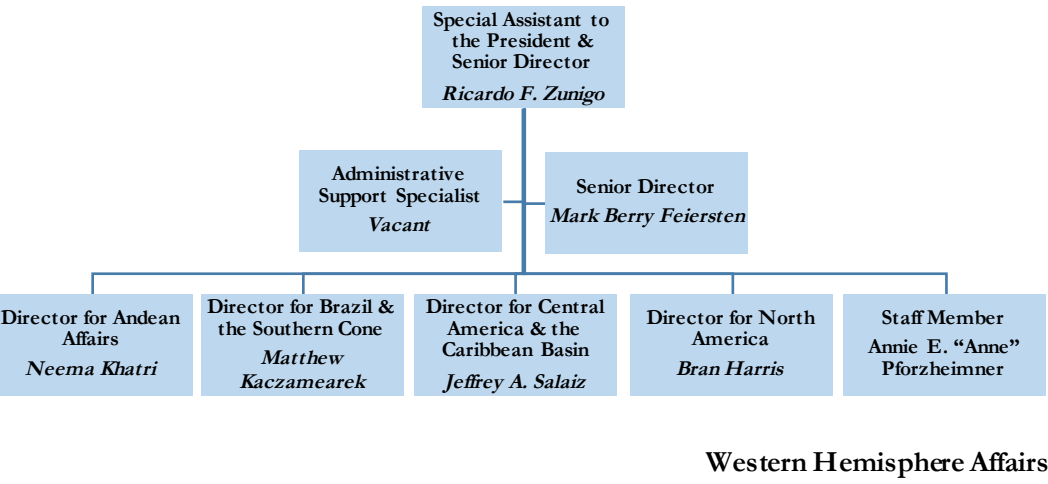 Special Assistant to
the President &
Senior Director
Ricardo F. Zunigo
Administrative
Support Specialist
Vacant
Senior Director
Mark Berry Feiersten
Director for Andean
Affairs
Neema Khatri
Director for Brazil &
the Southern Cone
Matthew
Kaczamearek
Director for Central
America & the
Caribbean Basin
Jeffrey A. Salaiz
Director for North
America
Bran Harris
Staff Member
Annie E. “Anne”
Pforzheimner
Western Hemisphere Affairs